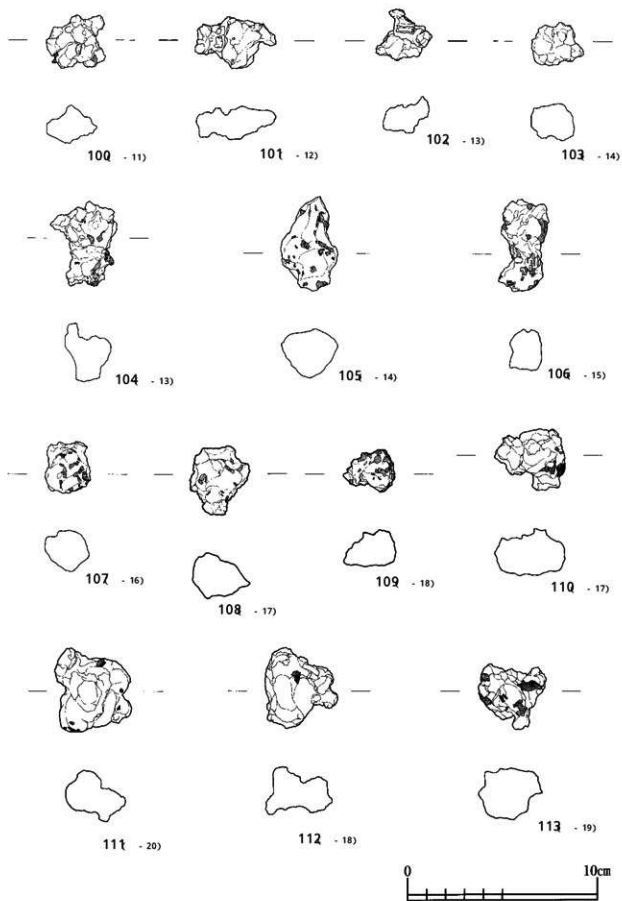 100( - 11)
101( - 12)
102( - 13)
103( - 14)
104( - 13)
105( - 14)
106( - 15)
107( - 16)
108( - 17)
109( - 18)
110( - 17)
111( - 20)
112( - 18)
113( - 19)
0 10cm